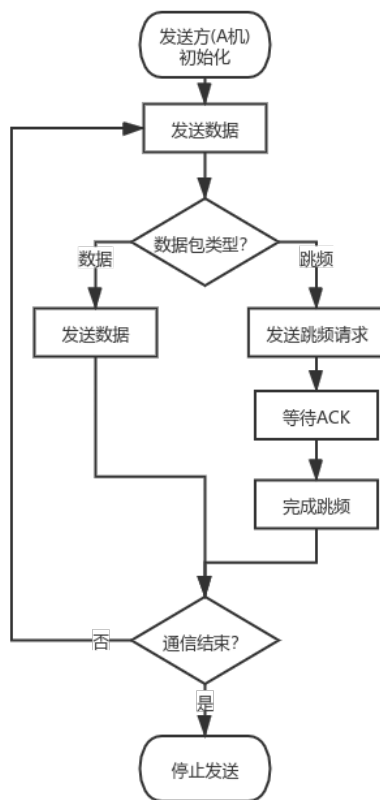 发送方(A机)
初始化
发送数据
数据包类型?
数据
跳频
发送数据
发送跳频请求
等待ACK
完成跳频
通信结束?
否
是
停止发送